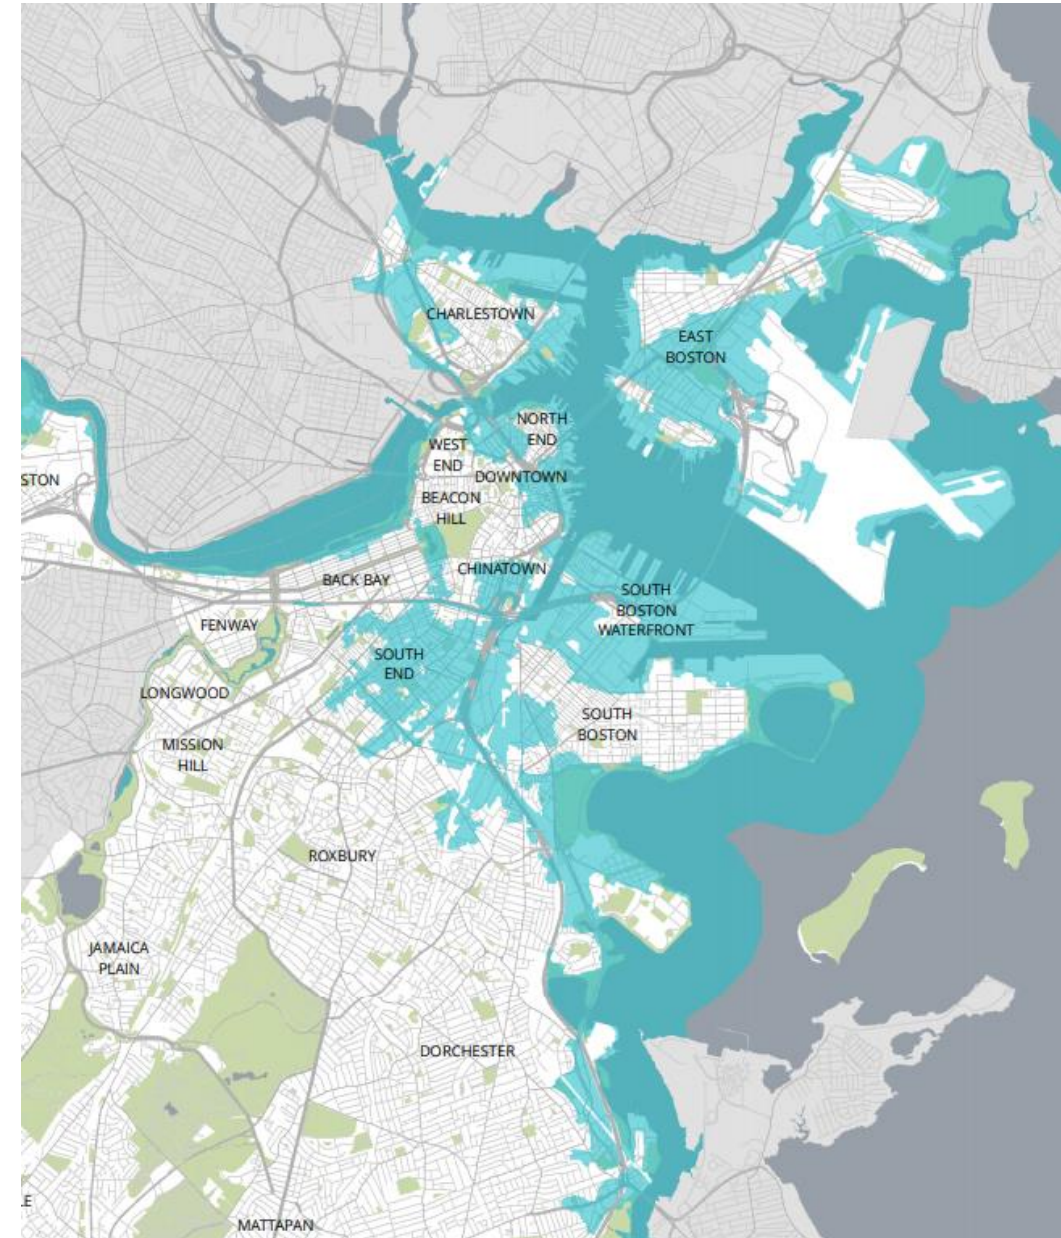 CHARLESTOWN
EAST
BOSTON
NORTH
END
WEST
END
DOWNTOWN
STON
BEACON
HILL
CHINATOWN
BACK BAY
SOUTH
BOSTON
WATERFRONT
FENWAY
SOUTH
END
LONGWOOD
SOUTH
BOSTON
MISSION
HILL
ROXBURY
JAMAICA
PLAIN
DORCHESTER
LE
MATTAPAN